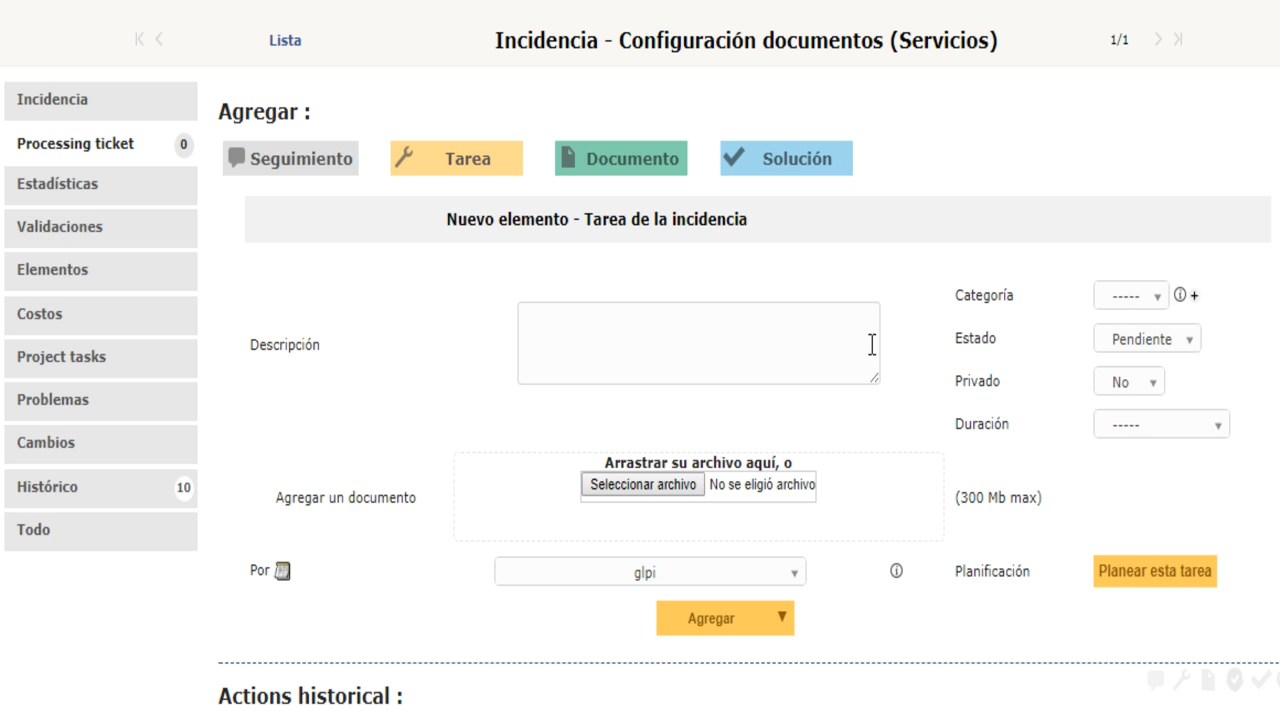 Lista
Incidencia - Configuración documentos (Servicios)
1/1
Incidencia
Processing ticket 0
Estadísticas
Validaciones
Elementos
Costos
Project tasks
Problemas
Cambios
Histórico 10
Todo
Agregar :
Seguimiento
Tarea
Documento
Solución
Nuevo elemento - Tarea de la incidencia
Descripción
Categoría ----- +
Estado Pendiente
Privado No
Duración -----
Agregar un documento
Arrastrar su archivo aquí, o
Seleccionar archivo No se eligió archivo
(300 Mb max)
Por glpi
Planificación Planear esta tarea
Agregar
Actions historical :